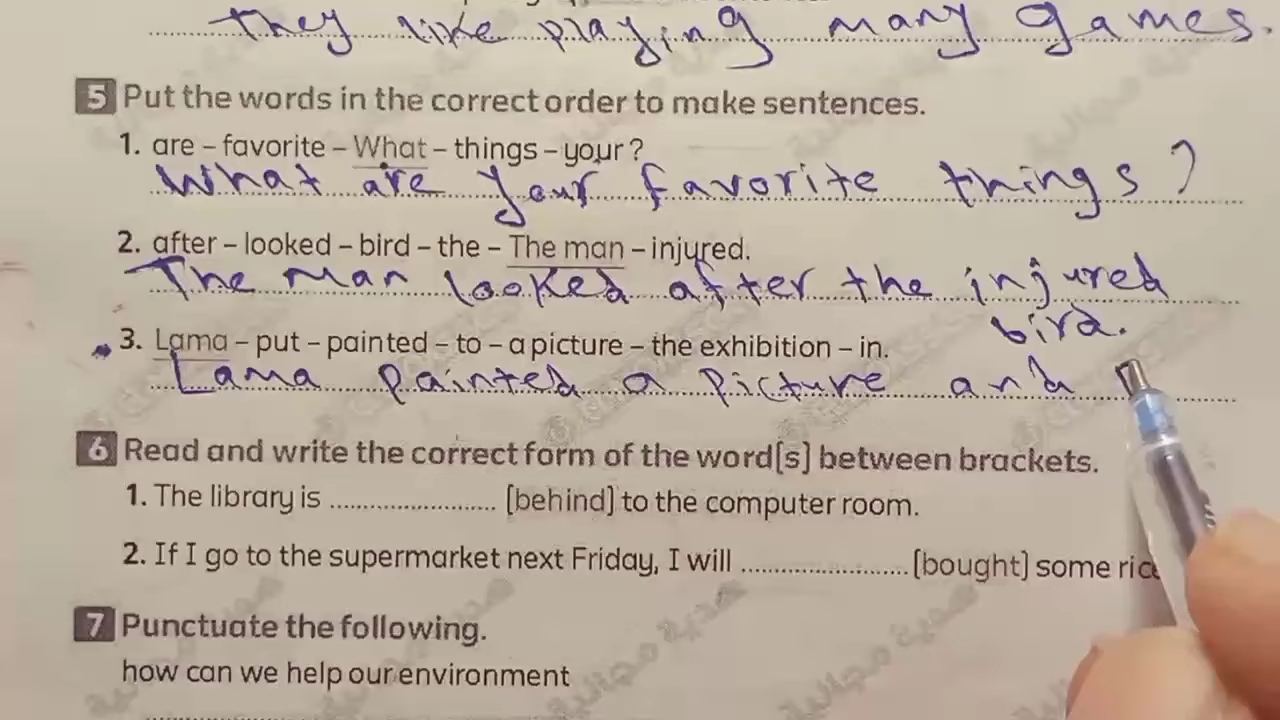 They like playing many games.
5 Put the words in the correct order to make sentences.
1. are – favorite – What – things – your ?
What are your favorite things ?
2. after – looked – bird – the – The man – injured.
The man looked after the injured
bird.
3. Lama – put – painted – to – a picture – the exhibition – in.
Lama painted a picture and
6 Read and write the correct form of the word[s] between brackets.
1. The library is ........................ [behind] to the computer room.
2. If I go to the supermarket next Friday, I will ........................ [bought] some rice
7 Punctuate the following.
how can we help our environment